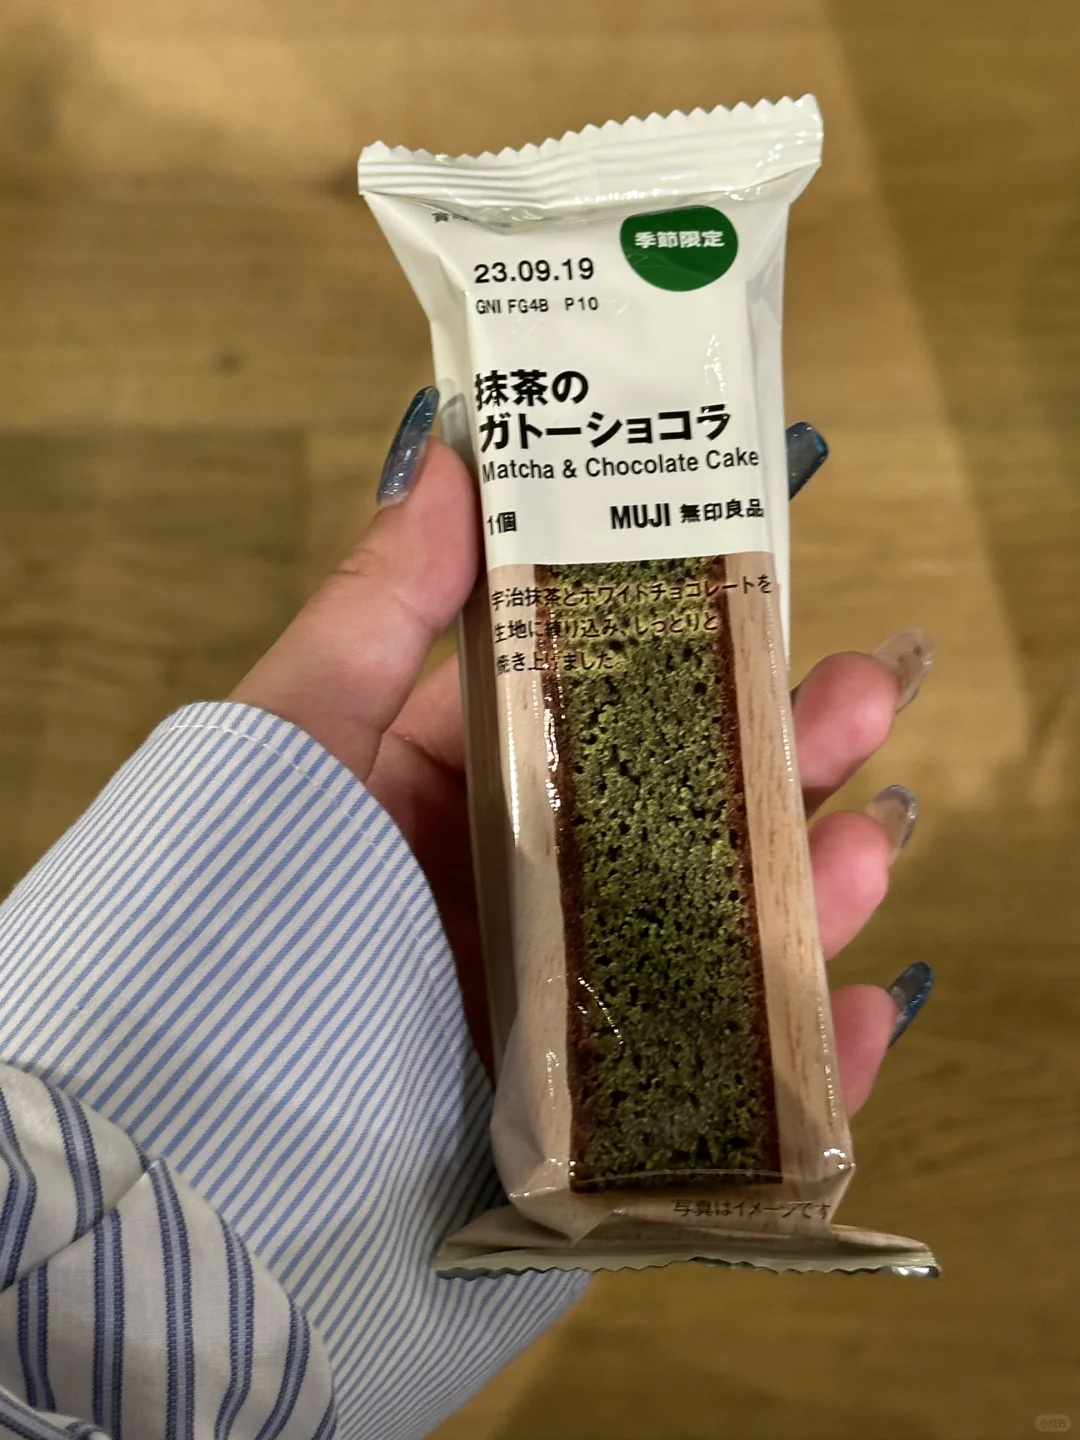 季節限定
23.09.19
GNI FG4B P10
抹茶の
ガトーショコラ
Matcha & Chocolate Cake
1個
MUJI 無印良品
宇治抹茶とホワイトチョコレートを
生地に練り込み、しっとりと
焼き上げました。
写真はイメージです
小红书